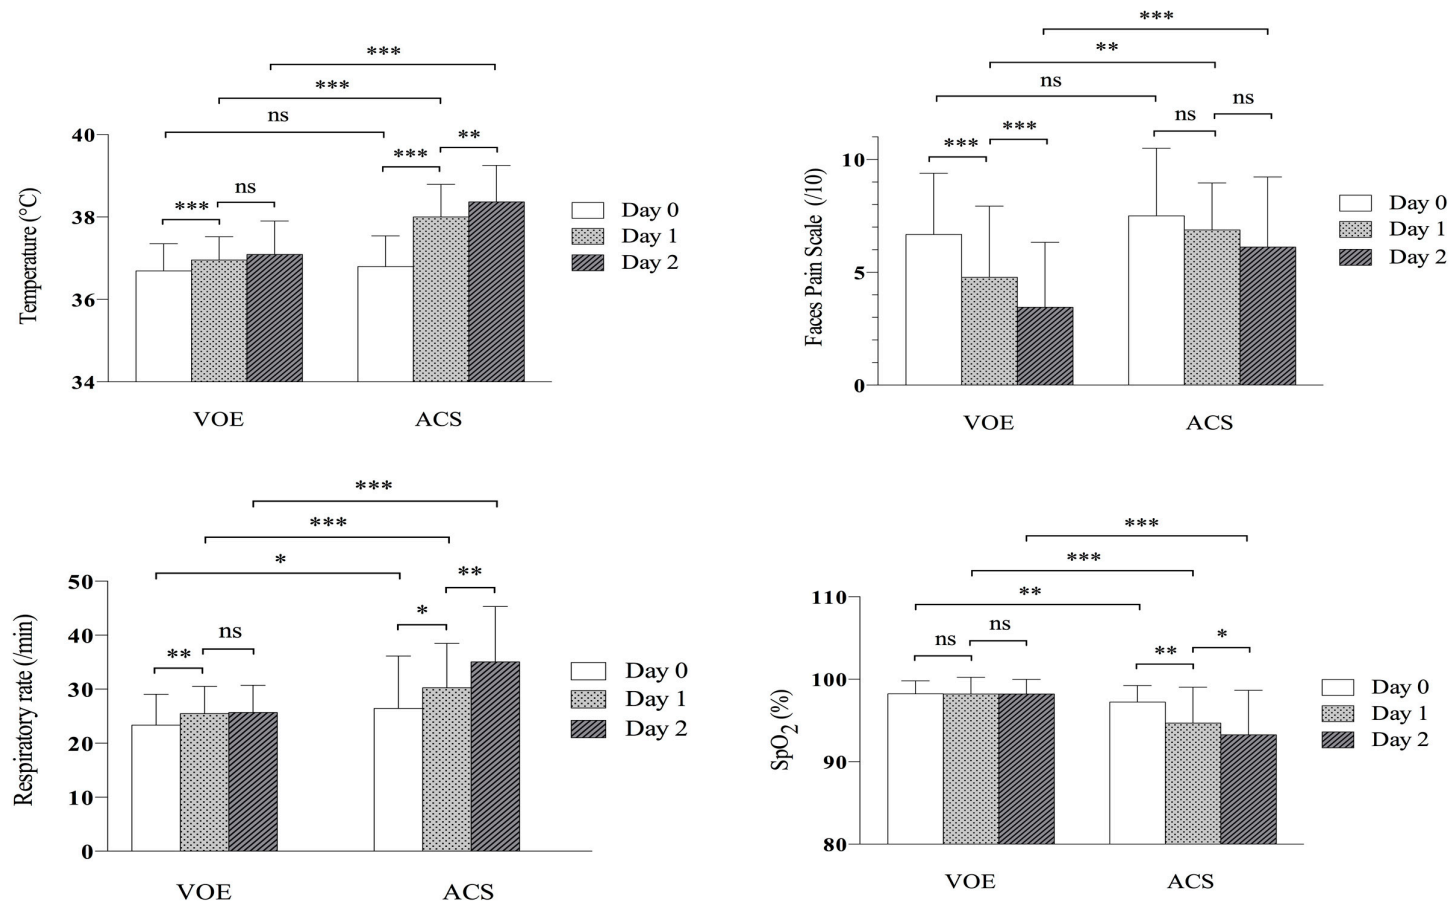 ***
***
ns
***
**
***
ns
40
38
36
34
Temperature (°C)
VOE
ACS
Day 0
Day 1
Day 2
***
**
ns
ns
ns
***
***
10
5
0
Faces Pain Scale (/10)
VOE
ACS
Day 0
Day 1
Day 2
***
***
*
**
*
ns
**
50
40
30
20
10
0
Respiratory rate (/min)
VOE
ACS
Day 0
Day 1
Day 2
***
***
**
ns
ns
**
*
110
100
90
80
SpO2 (%)
VOE
ACS
Day 0
Day 1
Day 2